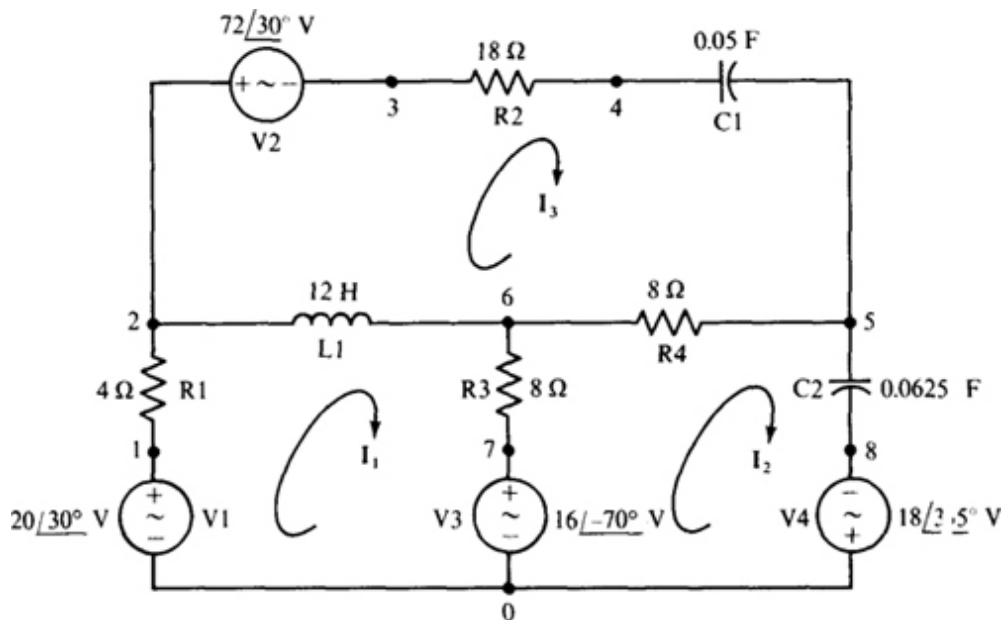 72/30° V
+ ~ −
V2
3
18 Ω
R2
4
0.05 F
C1
I₃
2
12 H
L1
6
8 Ω
R4
5
4 Ω
R1
R3
8 Ω
C2
0.0625 F
1
I₁
7
I₂
8
20/30° V
+
~
−
V1
V3
+
~
−
16/−70° V
V4
−
~
+
18/
V
0